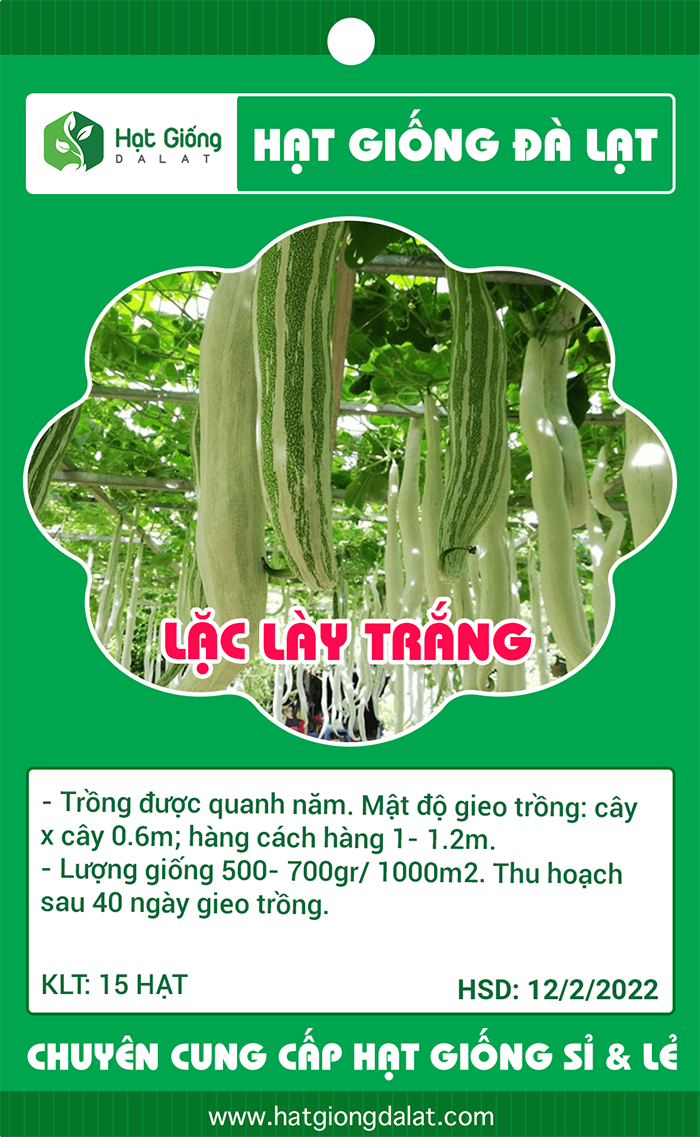 Hạt Giống
DALAT
HẠT GIỐNG ĐÀ LẠT
LẶC LÀY TRẮNG
- Trồng được quanh năm. Mật độ gieo trồng: cây
x cây 0.6m; hàng cách hàng 1- 1.2m.
- Lượng giống 500- 700gr/ 1000m2. Thu hoạch
sau 40 ngày gieo trồng.
KLT: 15 HẠT
HSD: 12/2/2022
CHUYÊN CUNG CẤP HẠT GIỐNG SỈ & LẺ
www.hatgiongdalat.com